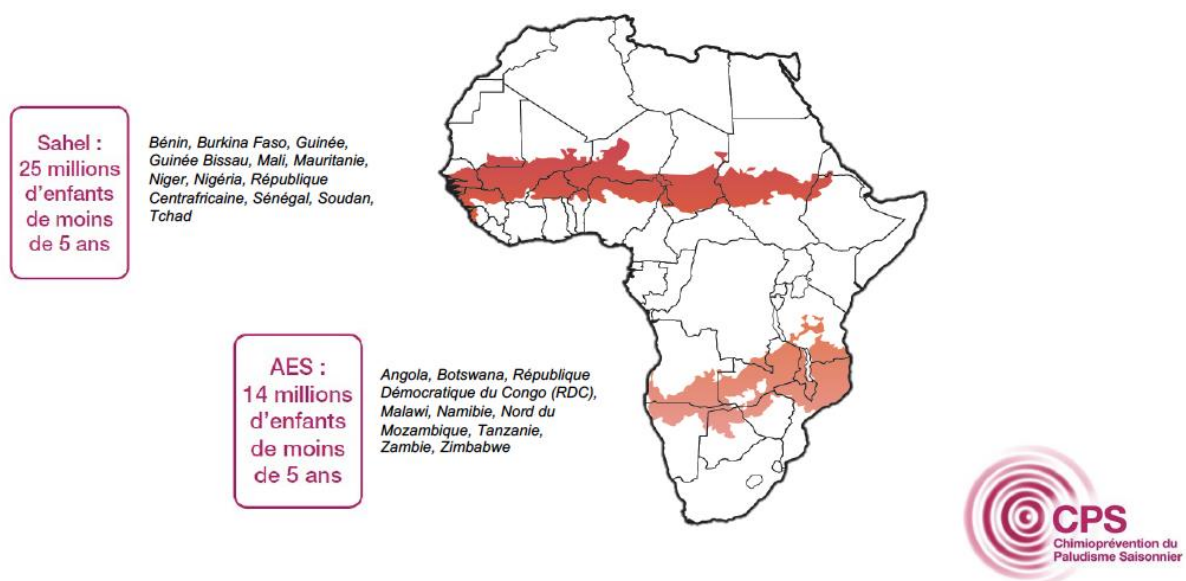 Sahel :
25 millions
d'enfants
de moins
de 5 ans
Bénin, Burkina Faso, Guinée,
Guinée Bissau, Mali, Mauritanie,
Niger, Nigéria, République
Centrafricaine, Sénégal, Soudan,
Tchad
AES :
14 millions
d'enfants
de moins
de 5 ans
Angola, Botswana, République
Démocratique du Congo (RDC),
Malawi, Namibie, Nord du
Mozambique, Tanzanie,
Zambie, Zimbabwe
CPS
Chimioprévention du
Paludisme Saisonnier